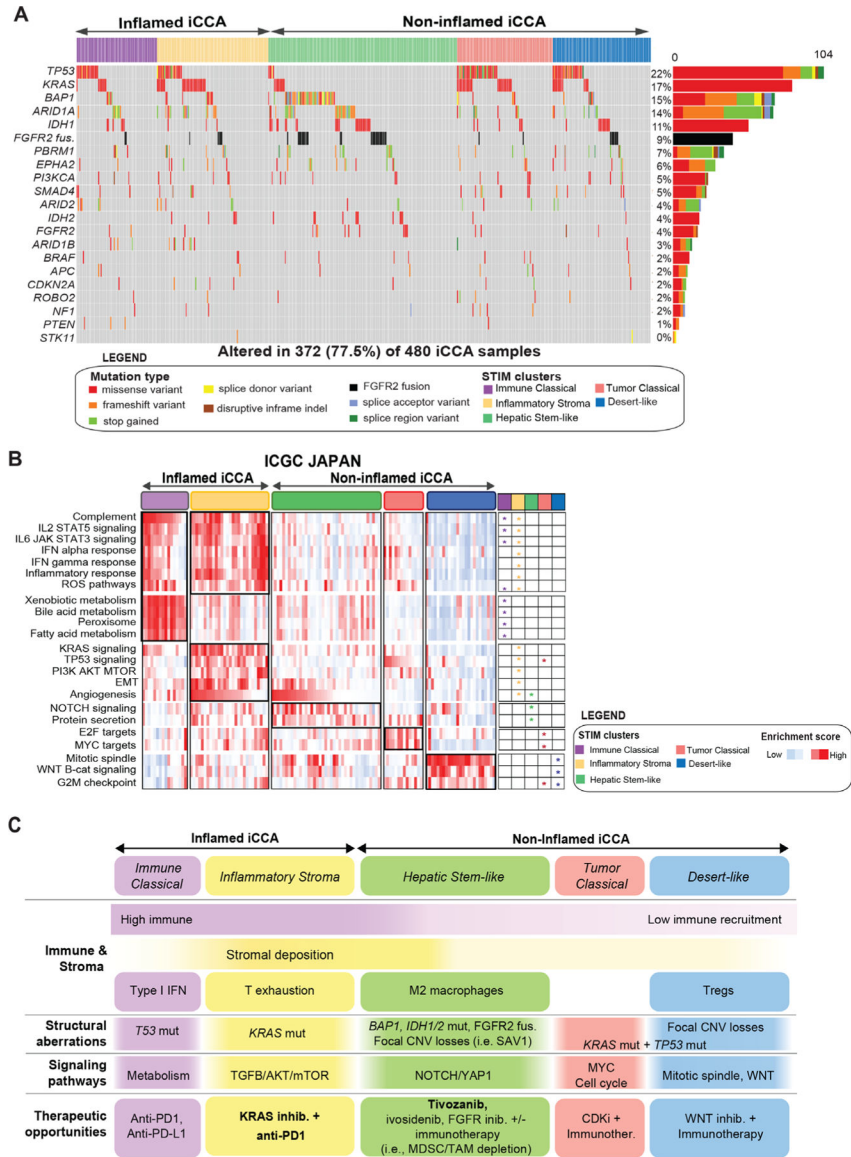 A
Inflamed iCCA Non-inflamed iCCA
0 104
TP53 22%
KRAS 17%
BAP1 15%
ARID1A 14%
IDH1 11%
FGFR2 fus. 9%
PBRM1 7%
EPHA2 6%
PI3KCA 5%
SMAD4 5%
ARID2 4%
IDH2 4%
FGFR2 4%
ARID1B 3%
BRAF 2%
APC 2%
CDKN2A 2%
ROBO2 2%
NF1 2%
PTEN 1%
STK11 0%
Altered in 372 (77.5%) of 480 iCCA samples
LEGEND
Mutation type STIM clusters
missense variant splice donor variant FGFR2 fusion Immune Classical Tumor Classical
frameshift variant disruptive inframe indel splice acceptor variant Inflammatory Stroma Desert-like
stop gained splice region variant Hepatic Stem-like
B
ICGC JAPAN
Inflamed iCCA Non-inflamed iCCA
Complement
IL2 STAT5 signaling
IL6 JAK STAT3 signaling
IFN alpha response
IFN gamma response
Inflammatory response
ROS pathways
Xenobiotic metabolism
Bile acid metabolism
Peroxisome
Fatty acid metabolism
KRAS signaling
TP53 signaling
PI3K AKT MTOR
EMT
Angenogenesis
NOTCH signaling
Protein secretion
E2F targets
MYC targets
Mitotic spindle
WNT B-cat signaling
G2M checkpoint
LEGEND
STIM clusters Enrichment score
Immune Classical Tumor Classical Low High
Inflammatory Stroma Desert-like
Hepatic Stem-like
C
Inflamed iCCA Non-Inflamed iCCA
Immune Classical Inflammatory Stroma Hepatic Stem-like Tumor Classical Desert-like
High immune Low immune recruitment
Immune & Stroma
Stromal deposition
Type I IFN T exhaustion M2 macrophages Tregs
Structural aberrations
T53 mut KRAS mut BAP1, IDH1/2 mut, FGFR2 fus. Focal CNV losses
Focal CNV losses (i.e. SAV1) KRAS mut + TP53 mut
Signaling pathways
Metabolism TGFB/AKT/mTOR NOTCH/YAP1 MYC Cell cycle Mitotic spindle, WNT
Therapeutic opportunities
Anti-PD1, Anti-PD-L1
KRAS inhib. + anti-PD1
Tivozanib,
ivosidenib, FGFR inib. +/-
immunotherapy
(i.e., MDSC/TAM depletion)
CDKi + Immunother.
WNT inhib. + Immunotherapy